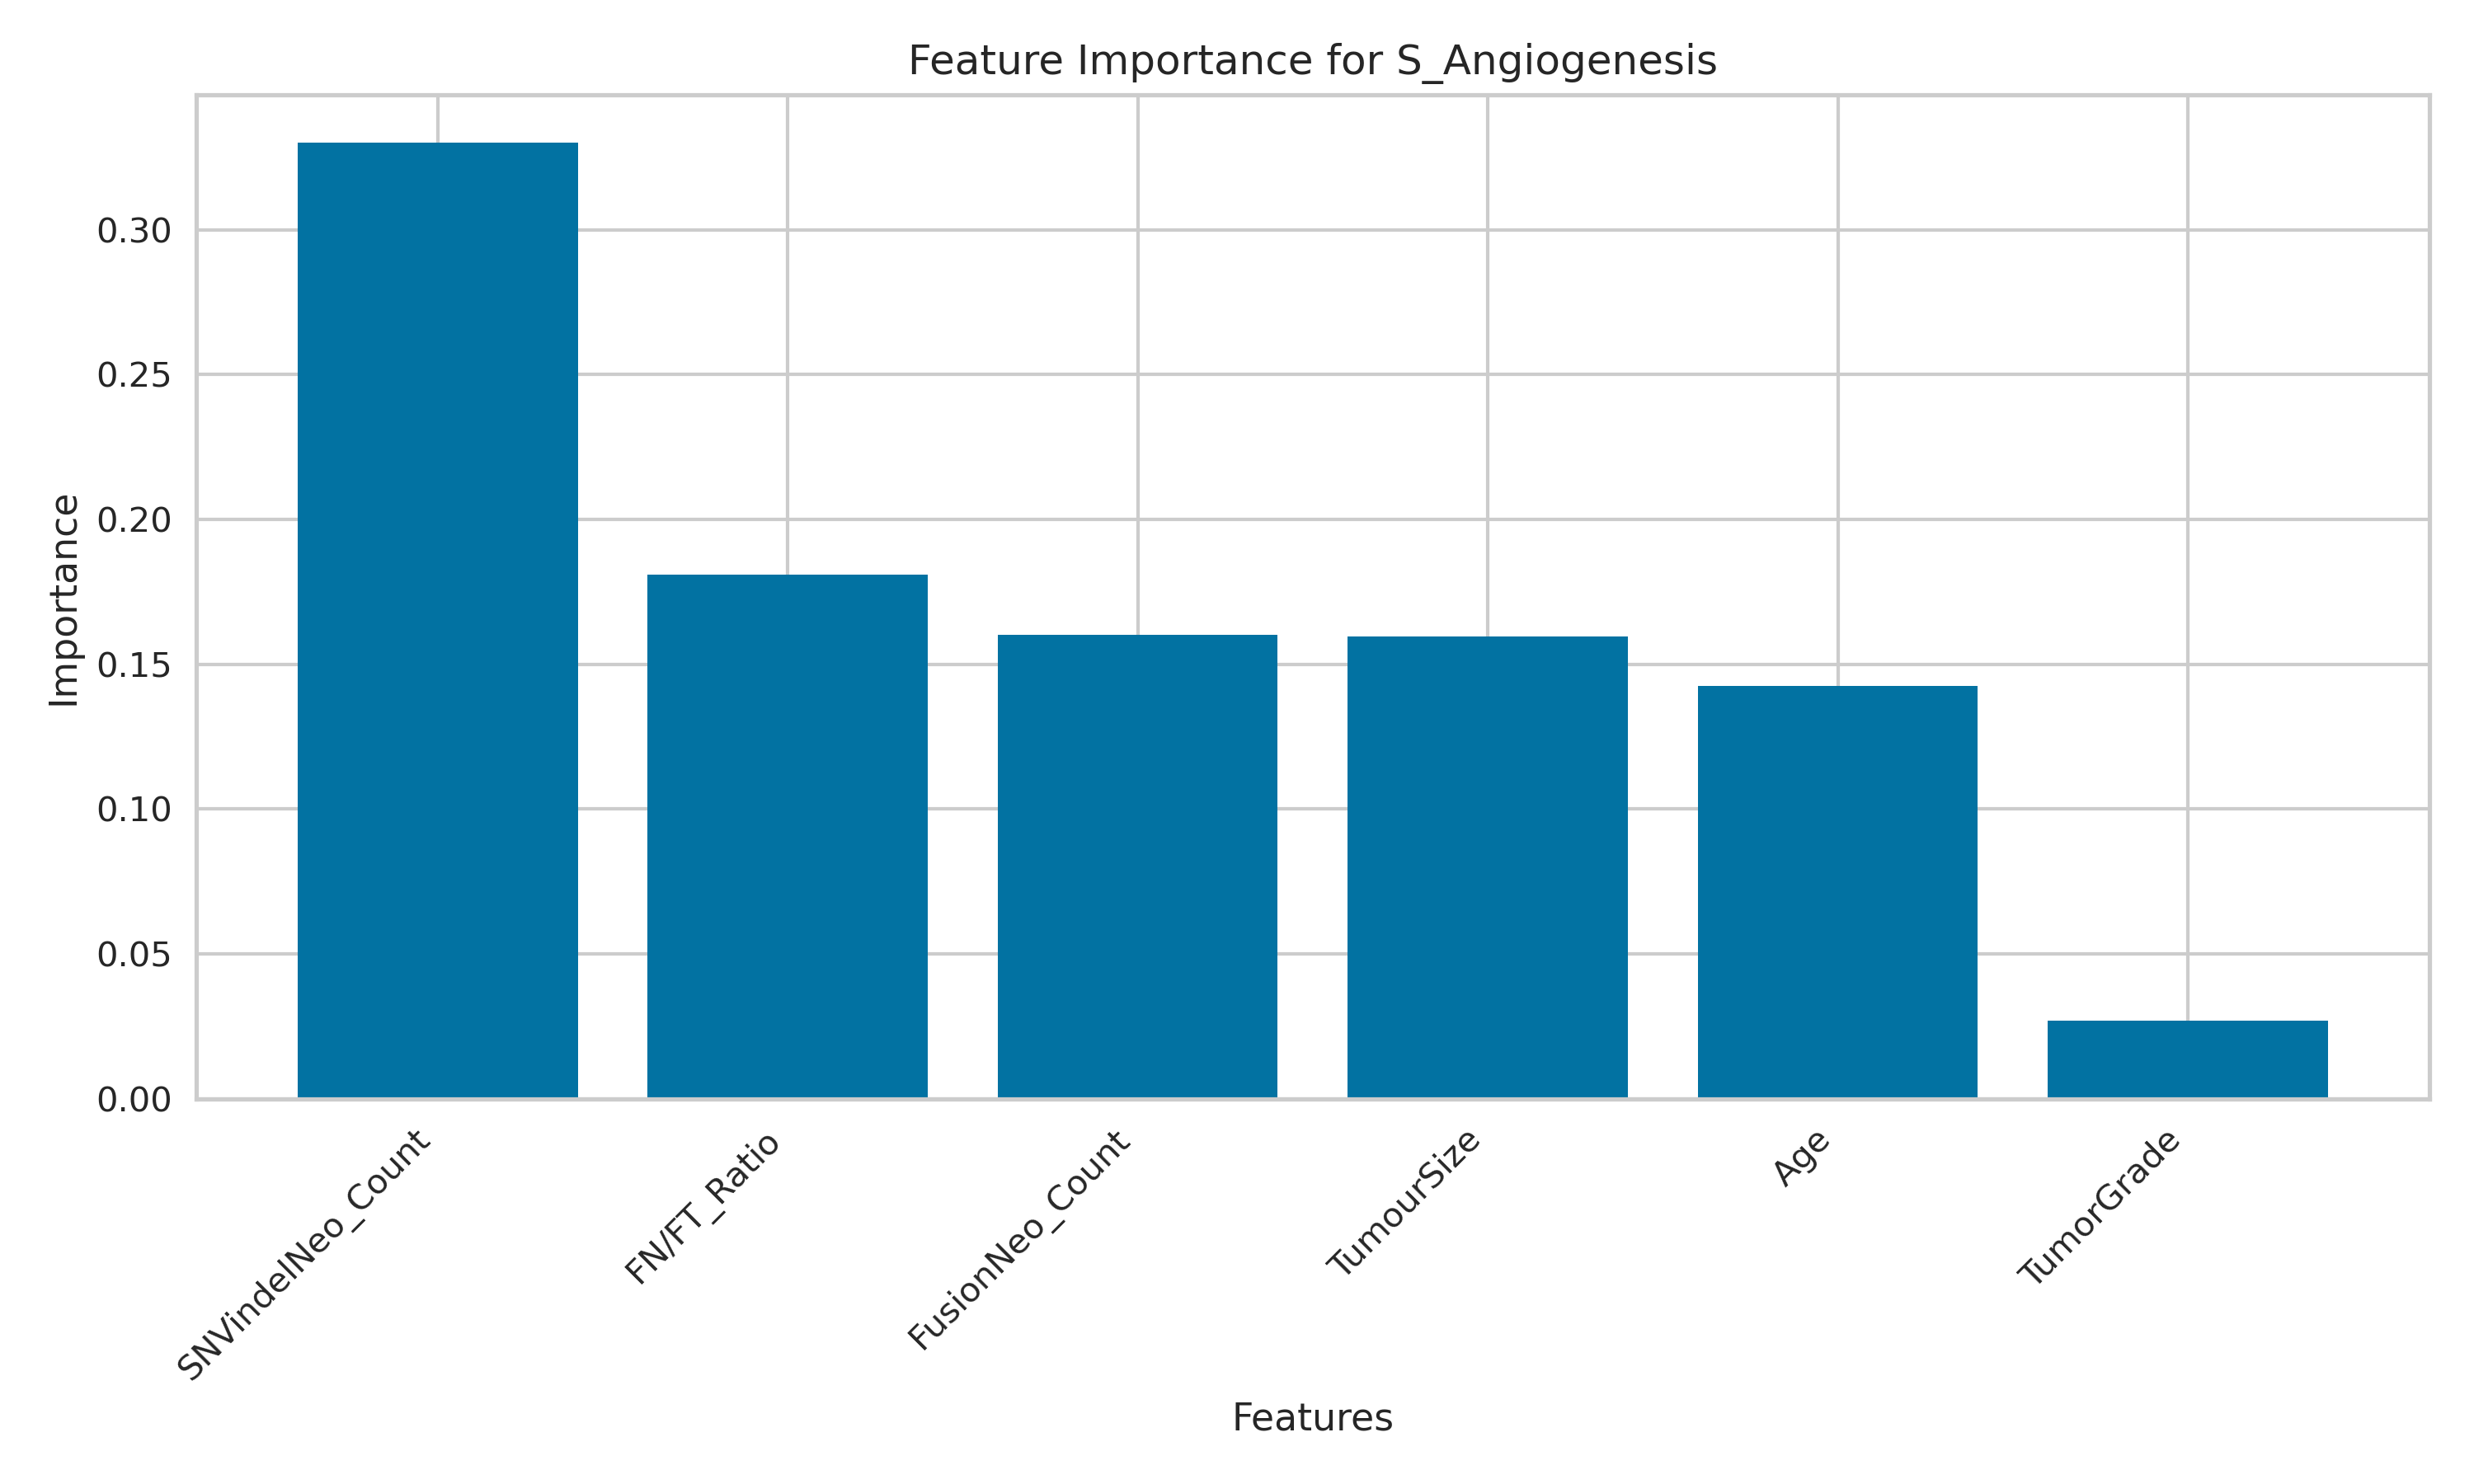 Feature Importance for S_Angiogenesis
Importance
0.30
0.25
0.20
0.15
0.10
0.05
0.00
SNVindelNeo_Count
FN/FT_Ratio
FusionNeo_Count
TumourSize
Age
TumorGrade
Features